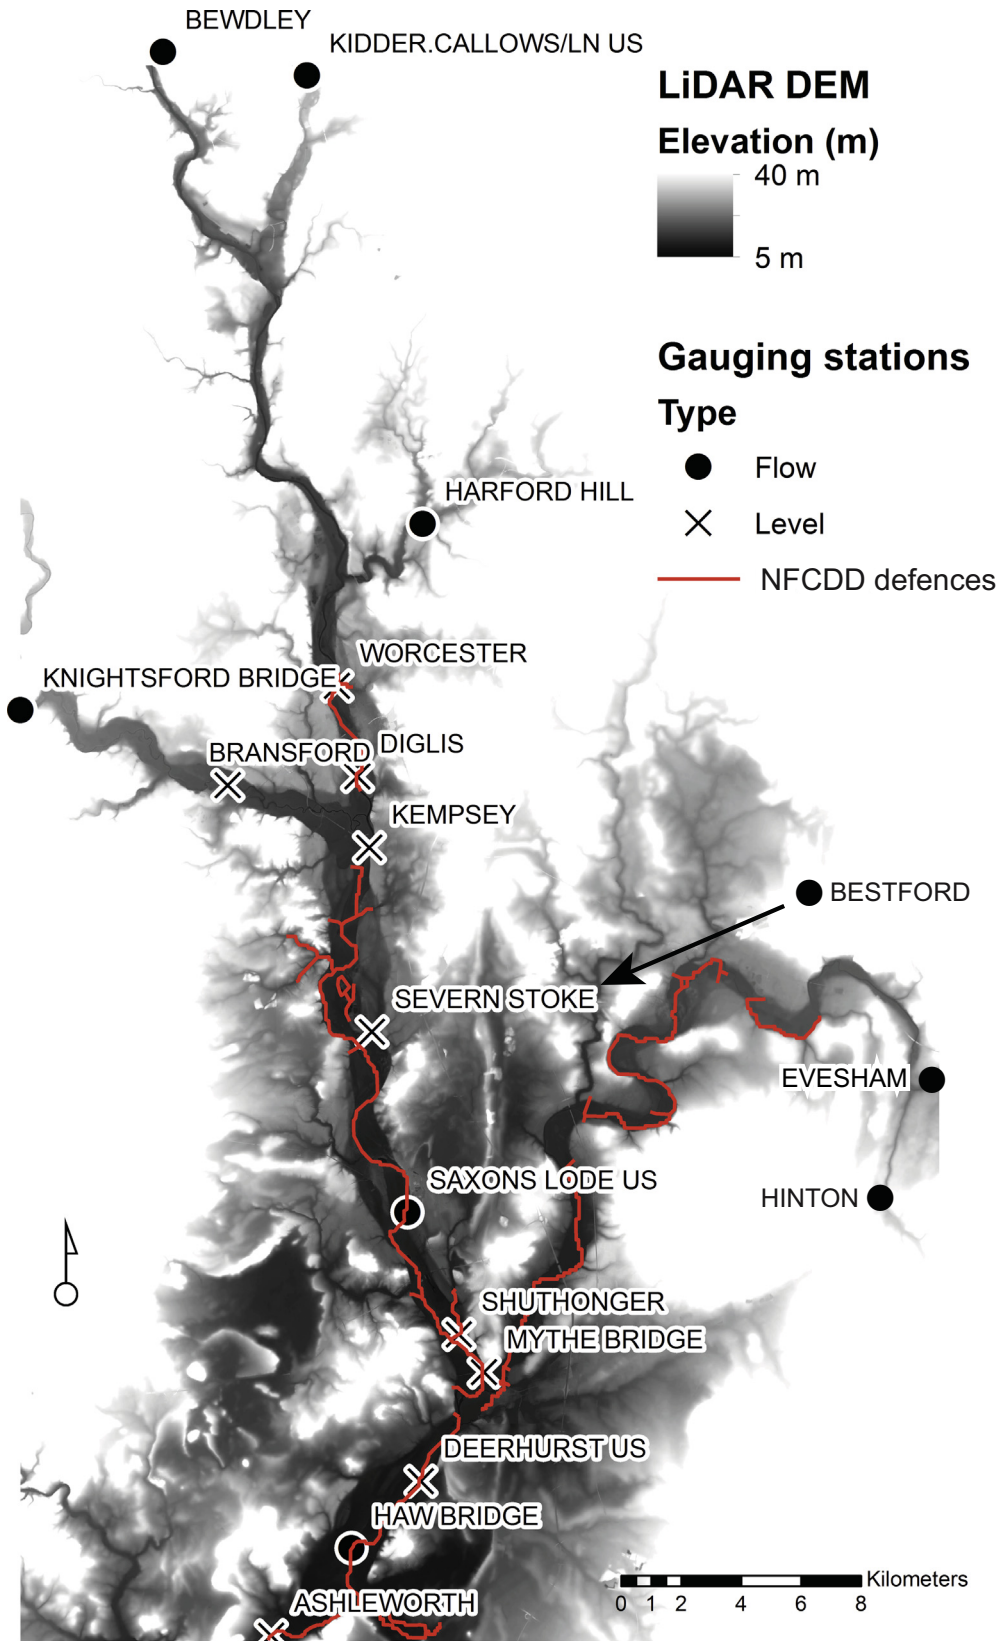 BEWDLEY
KIDDER.CALLOWS/LN US
LiDAR DEM
Elevation (m)
40 m
5 m
Gauging stations
Type
Flow
Level
NFCDD defences
HARFORD HILL
WORCESTER
KNIGHTSFORD BRIDGE
DIGLIS
BRANSFORD
KEMPSEY
BESTFORD
SEVERN STOKE
EVESHAM
SAXONS LODE US
HINTON
SHUTHONGER
MYTHE BRIDGE
DEERHURST US
HAW BRIDGE
ASHLEWORTH
Kilometers
0 1 2 4 6 8